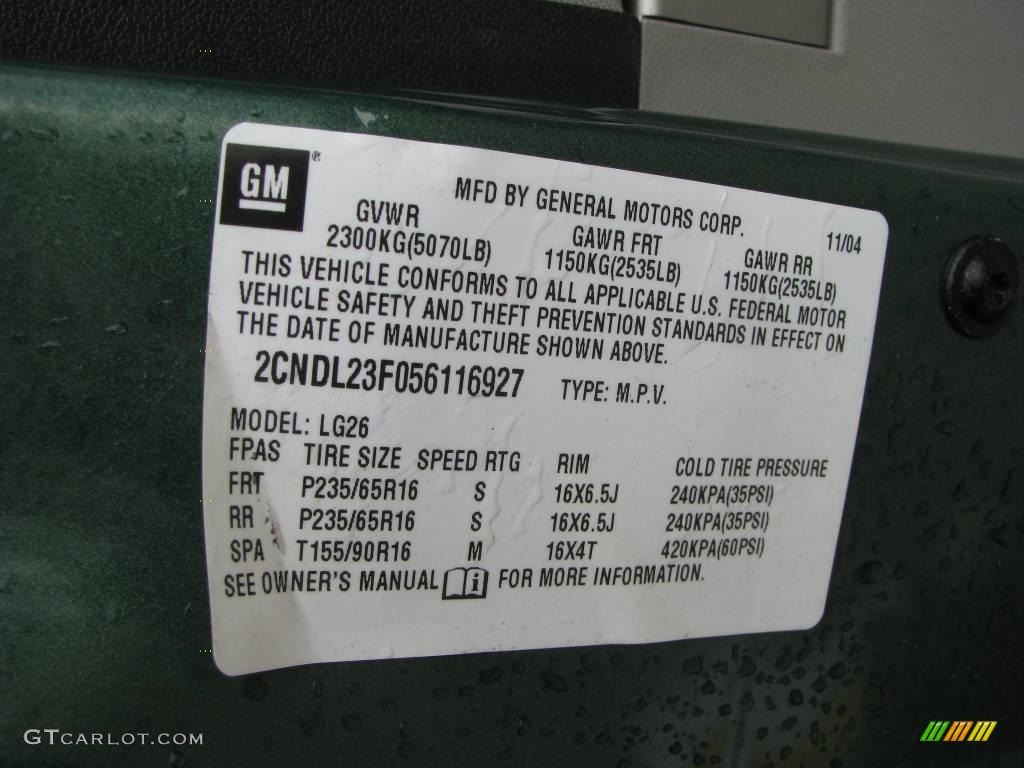 GM®
MFD BY GENERAL MOTORS CORP.
11/04
GVWR GAWR FRT GAWR RR
2300KG(5070LB) 1150KG(2535LB) 1150KG(2535LB)
THIS VEHICLE CONFORMS TO ALL APPLICABLE U.S. FEDERAL MOTOR
VEHICLE SAFETY AND THEFT PREVENTION STANDARDS IN EFFECT ON
THE DATE OF MANUFACTURE SHOWN ABOVE.
2CNDL23F056116927 TYPE: M.P.V.
MODEL: LG26
FPAS TIRE SIZE SPEED RTG RIM COLD TIRE PRESSURE
FRT P235/65R16 S 16X6.5J 240KPA(35PSI)
RR P235/65R16 S 16X6.5J 240KPA(35PSI)
SPA T155/90R16 M 16X4T 420KPA(60PSI)
SEE OWNER'S MANUAL i FOR MORE INFORMATION.
GTCARLOT.COM